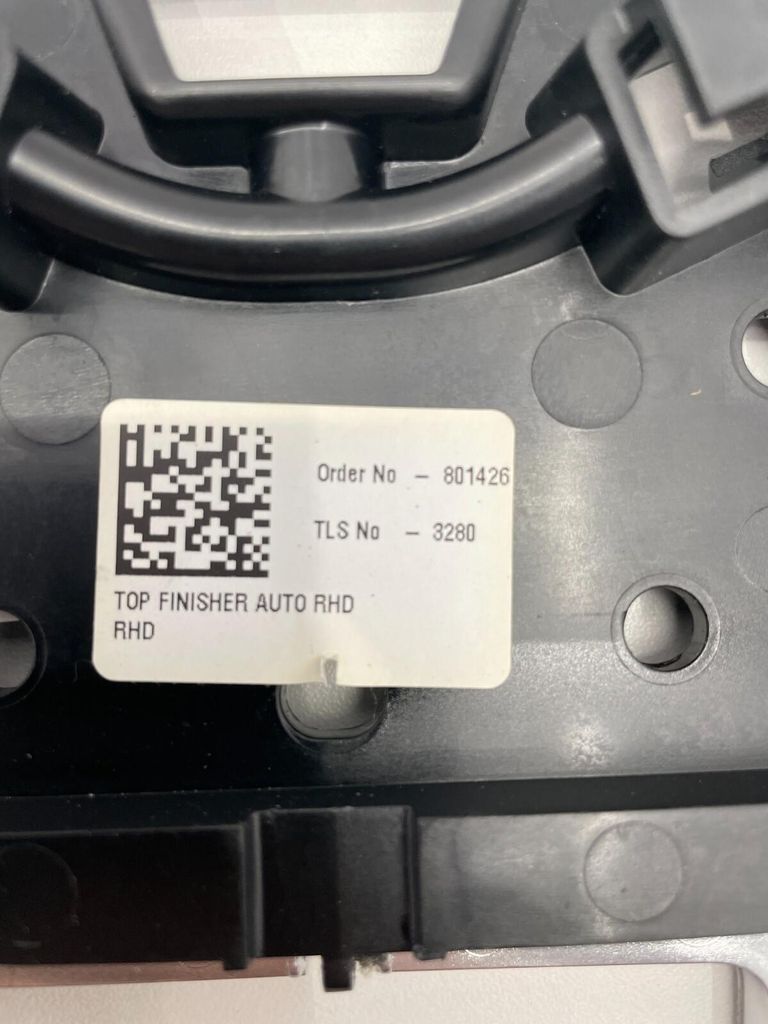 Order No - 801426
TLS No - 3280
TOP FINISHER AUTO RHD
RHD